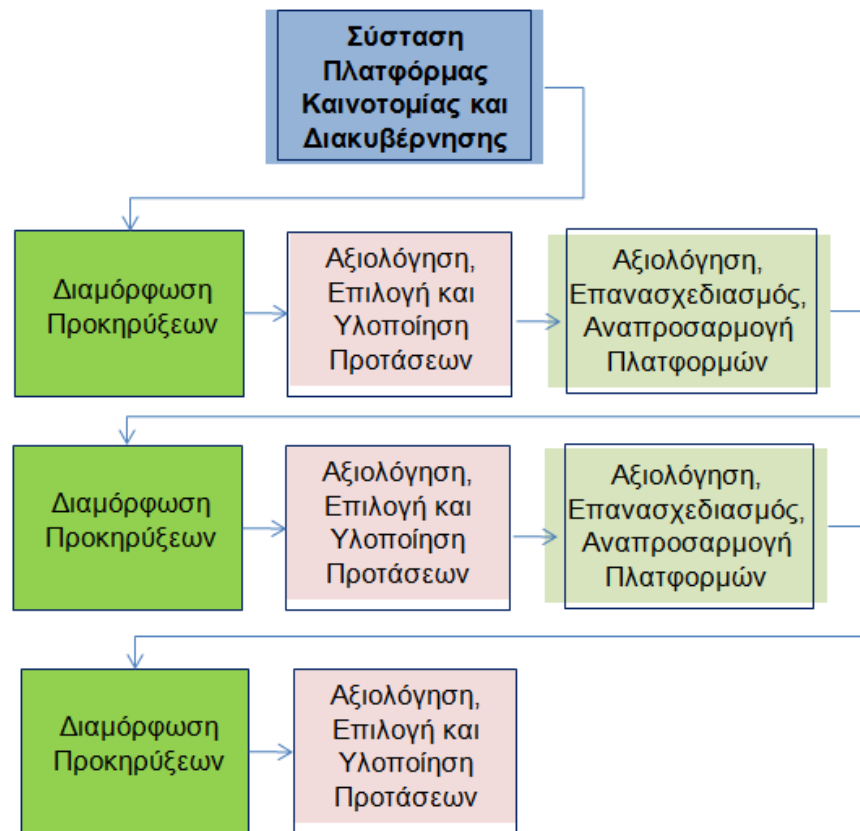 Σύσταση
Πλατφόρμας
Καινοτομίας και
Διακυβέρνησης
Διαμόρφωση
Προκηρύξεων
Αξιολόγηση,
Επιλογή και
Υλοποίηση
Προτάσεων
Αξιολόγηση,
Επανασχεδιασμός,
Αναπροσαρμογή
Πλατφορμών
Διαμόρφωση
Προκηρύξεων
Αξιολόγηση,
Επιλογή και
Υλοποίηση
Προτάσεων
Αξιολόγηση,
Επανασχεδιασμός,
Αναπροσαρμογή
Πλατφορμών
Διαμόρφωση
Προκηρύξεων
Αξιολόγηση,
Επιλογή και
Υλοποίηση
Προτάσεων